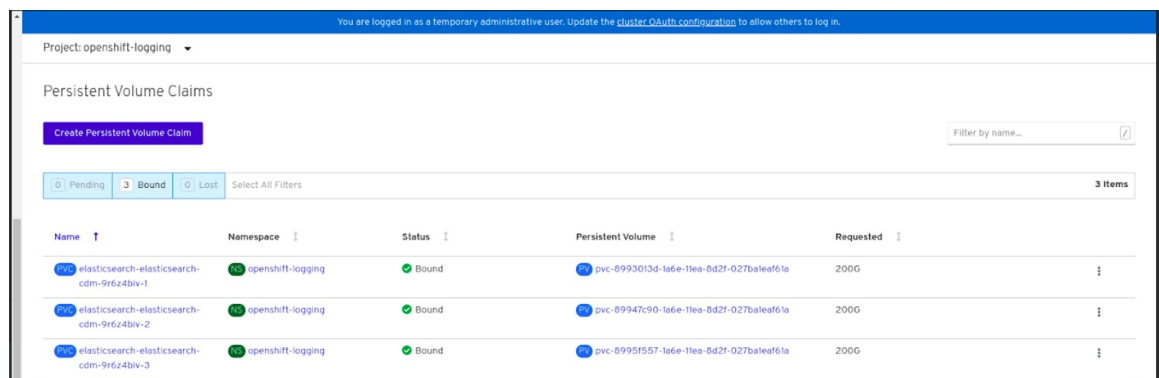 You are logged in as a temporary administrative user. Update the cluster OAuth configuration to allow others to log in.
Project: openshift-logging
Persistent Volume Claims
Create Persistent Volume Claim
Filter by name...
/
0 Pending 3 Bound 0 Lost Select All Filters 3 Items
Name Namespace Status Persistent Volume Requested
PVC elasticsearch-elasticsearch- NS openshift-logging Bound PV pvc-8993013d-1a6e-11ea-8d2f-027ba1eaf61a 200G
cdm-9r6z4biv-1
PVC elasticsearch-elasticsearch- NS openshift-logging Bound PV pvc-89947c90-1a6e-11ea-8d2f-027ba1eaf61a 200G
cdm-9r6z4biv-2
PVC elasticsearch-elasticsearch- NS openshift-logging Bound PV pvc-8995f557-1a6e-11ea-8d2f-027ba1eaf61a 200G
cdm-9r6z4biv-3